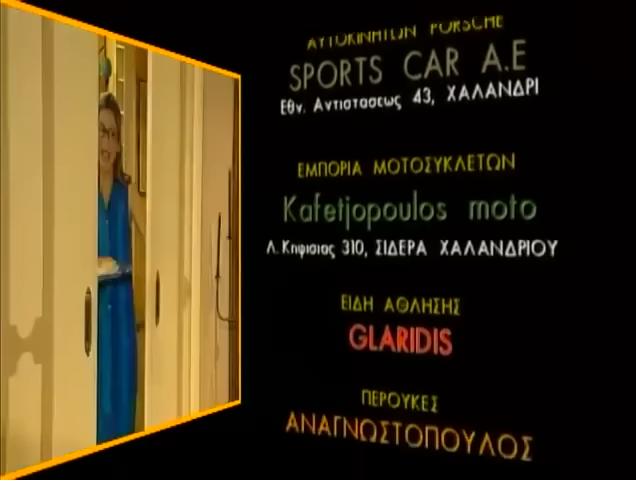 ΑΥΤΟΚΙΝΗΤΩΝ PORSCHE
SPORTS CAR A.E
Εθν. Αντιστασεως 43, ΧΑΛΑΝΔΡΙ
ΕΜΠΟΡΙΑ ΜΟΤΟΣΥΚΛΕΤΩΝ
Kafetjopoulos moto
Λ. Κηφισιας 310, ΣΙΔΕΡΑ ΧΑΛΑΝΔΡΙΟΥ
ΕΙΔΗ ΑΘΛΗΣΗΣ
GLARIDIS
ΠΕΡΟΥΚΕΣ
ΑΝΑΓΝΩΣΤΟΠΟΥΛΟΣ